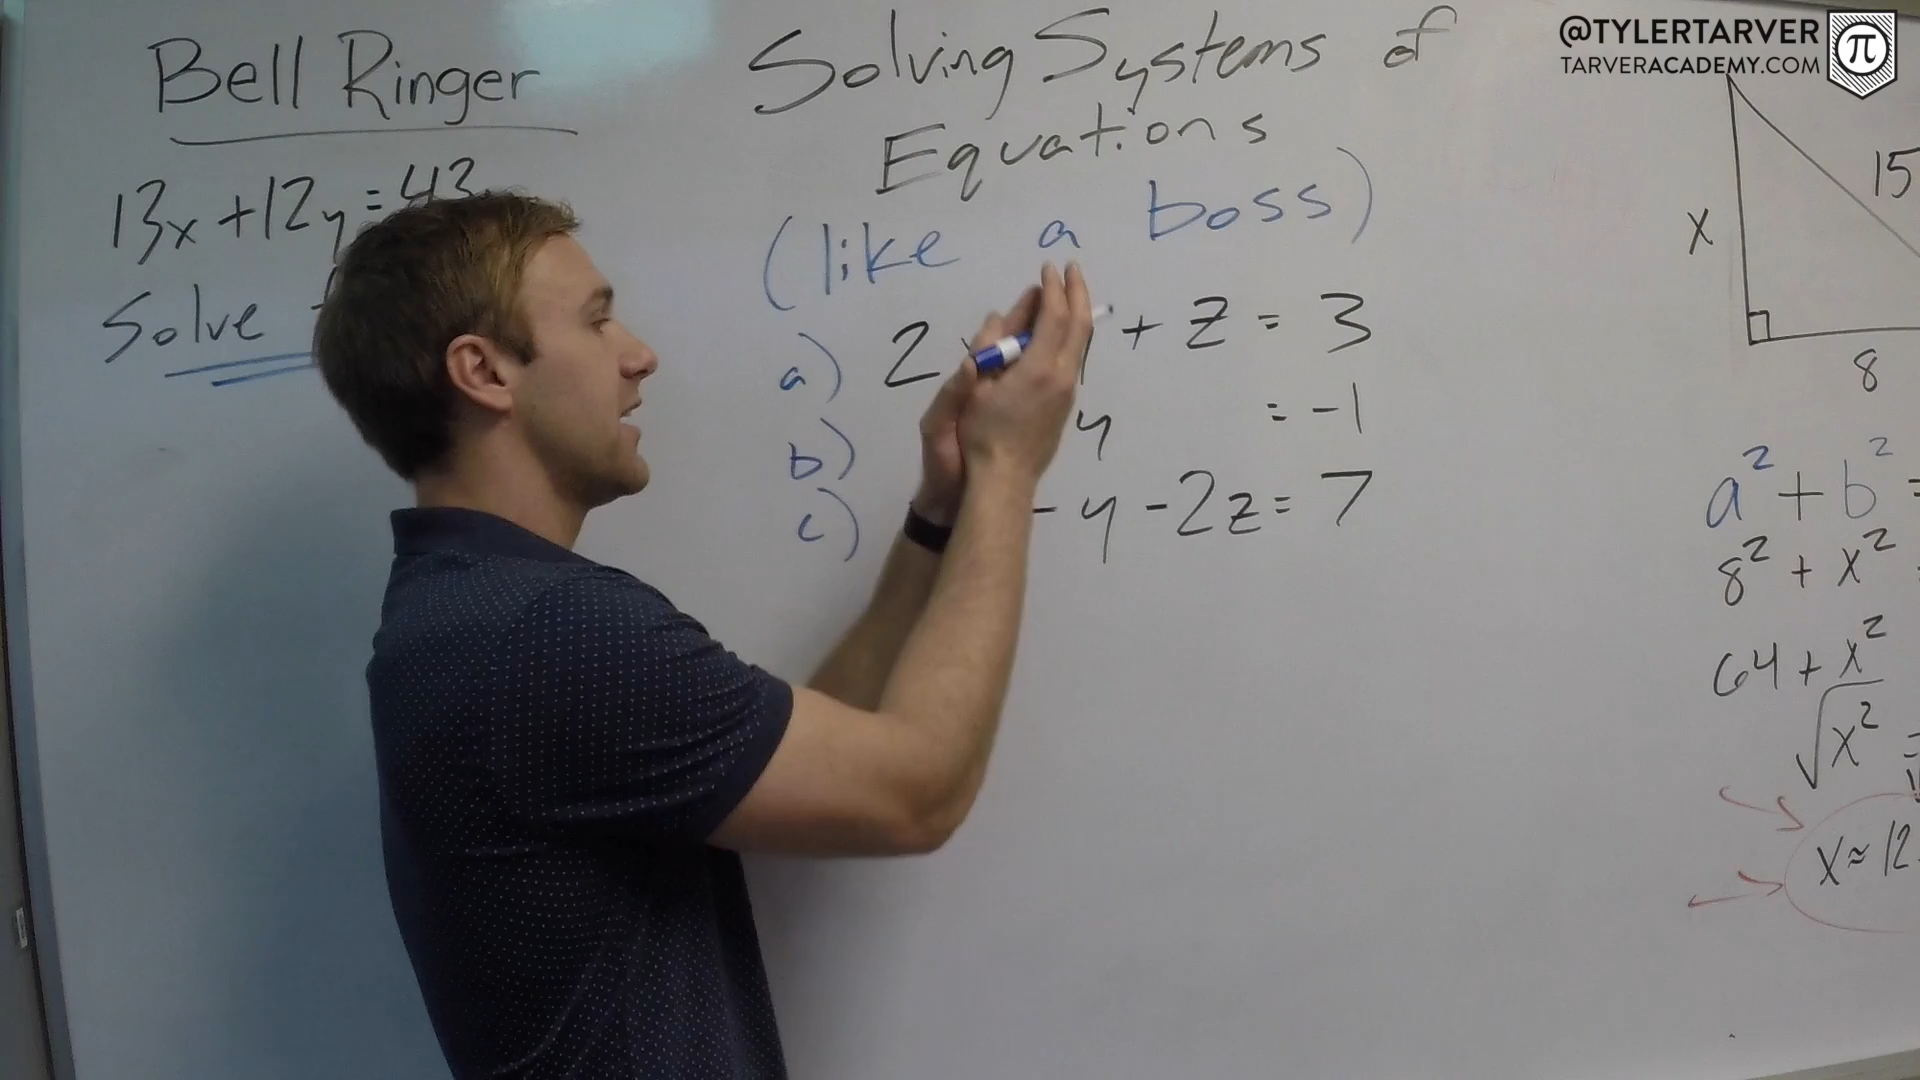 @TYLERTARVER
TARVERACADEMY.COM
π
Bell Ringer
13x + 12y = 43
Solve
Solving Systems of
Equations
(like a boss)
a) 2 + z = 3
b) y = -1
c) - y - 2z = 7
x
15
8
a² + b² =
8² + x² =
64 + x²
√x² =
x ≈ 12.